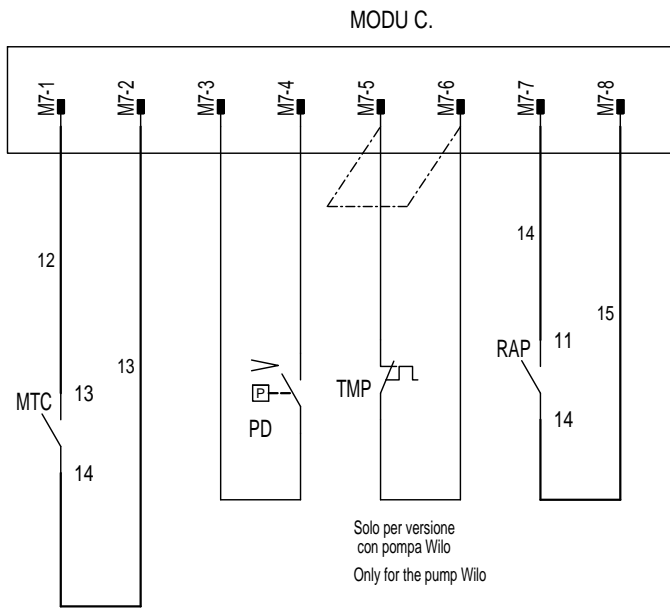 MODU C.
M7-1
M7-2
M7-3
M7-4
M7-5
M7-6
M7-7
M7-8
12
14
15
13
13
MTC
14
P
PD
TMP
RAP
11
14
Solo per versione
con pompa Wilo
Only for the pump Wilo